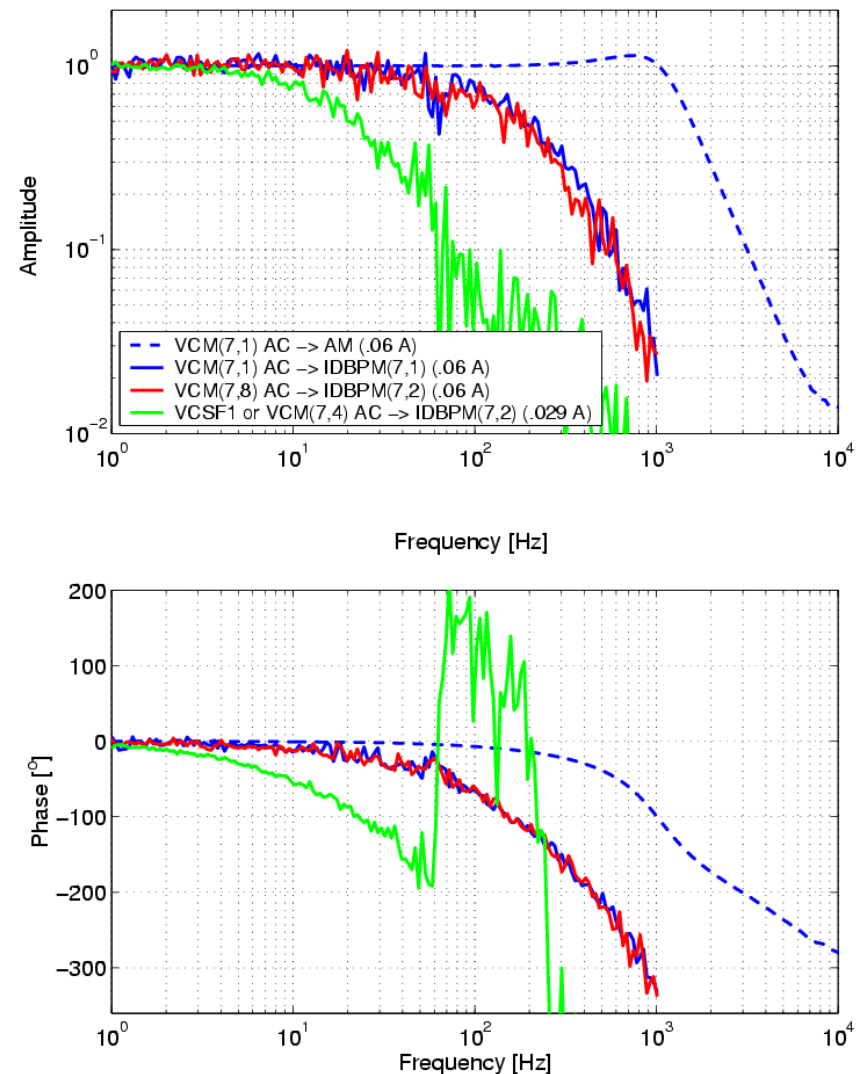 10^0
Amplitude
10^-1
10^-2
VCM(7,1) AC -> AM (.06 A)
VCM(7,1) AC -> IDBPM(7,1) (.06 A)
VCM(7,8) AC -> IDBPM(7,2) (.06 A)
VCSF1 or VCM(7,4) AC -> IDBPM(7,2) (.029 A)
10^0 10^1 10^2 10^3 10^4
Frequency [Hz]
200
100
0
-100
-200
-300
Phase [°]
10^0 10^1 10^2 10^3 10^4
Frequency [Hz]